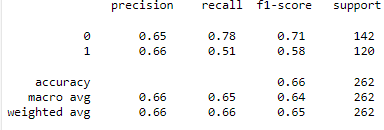 precision recall f1-score support
0 0.65 0.78 0.71 142
1 0.66 0.51 0.58 120
accuracy 0.66 262
macro avg 0.66 0.65 0.64 262
weighted avg 0.66 0.66 0.65 262